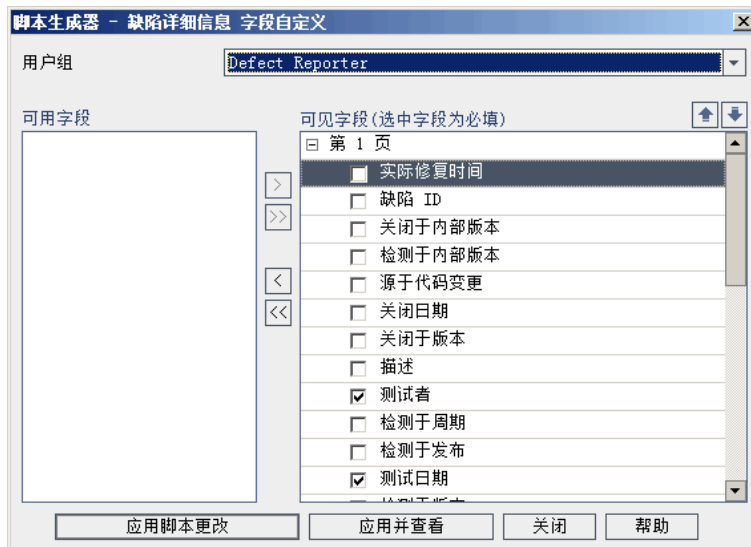 脚本生成器 - 缺陷详细信息 字段自定义
用户组 Defect Reporter
可用字段
可见字段(选中字段为必填)
第 1 页
实际修复时间
缺陷 ID
关闭于内部版本
检测于内部版本
源于代码变更
关闭日期
关闭于版本
描述
测试者
检测于周期
检测于发布
测试日期
>
>>
<
<<
应用脚本更改 应用并查看 关闭 帮助